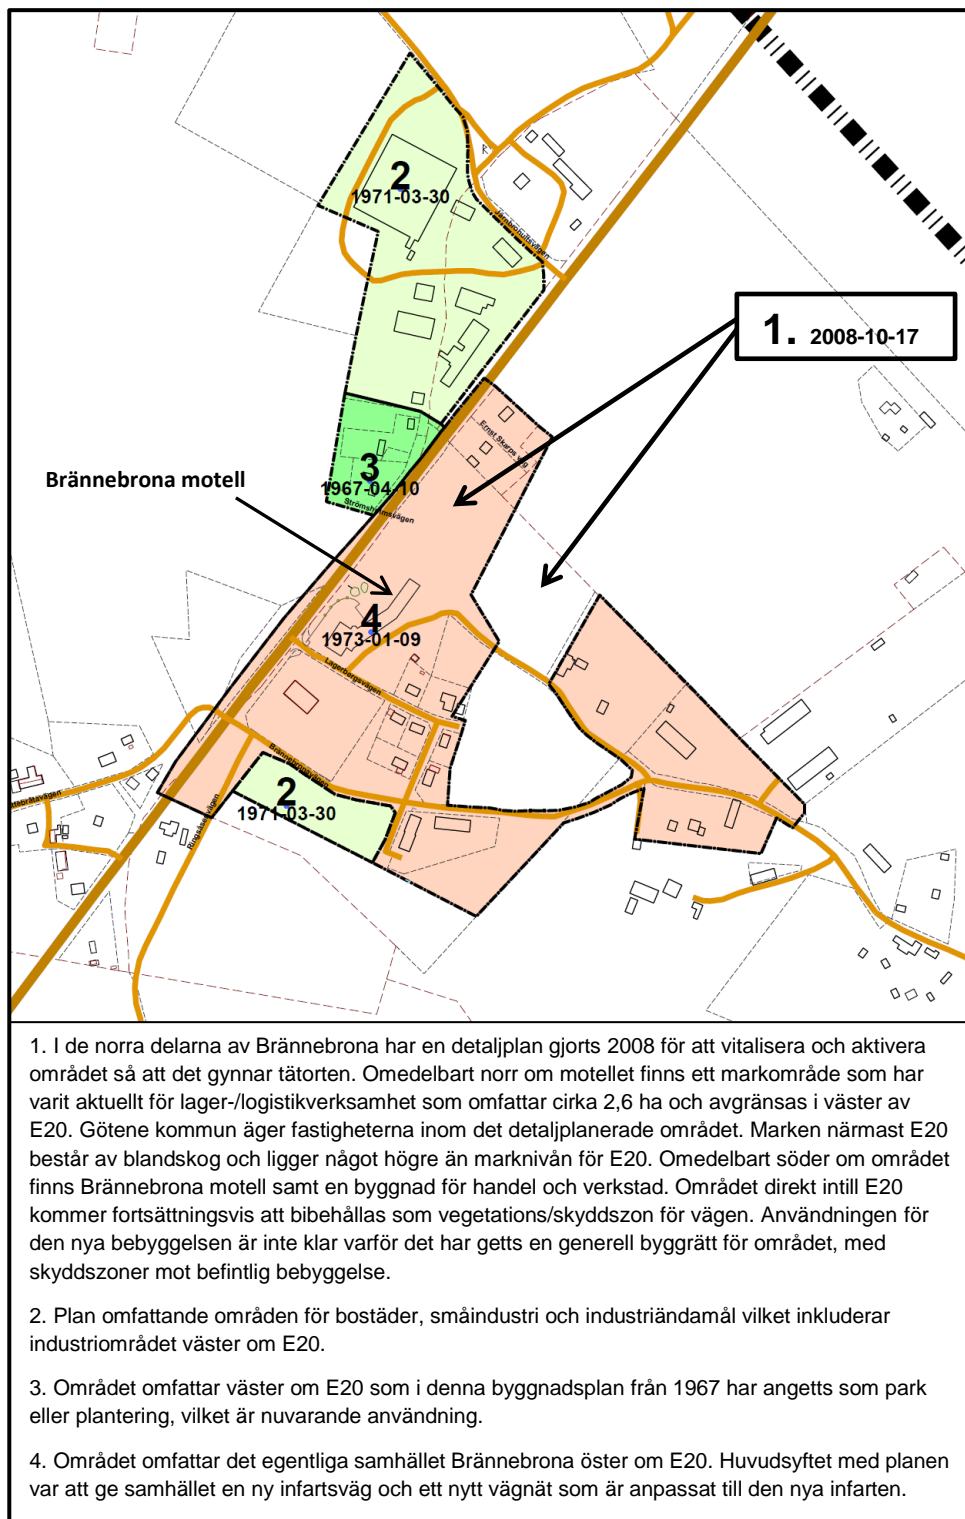 2
1971-03-30
R
Järnbrohultsvägen
1. 2008-10-17
Ernst Skarps väg
3
1967-04-10
Strömsholmsvägen
Brännebrona motell
4
1973-01-09
Lagerbergsvägen
Brännebronavägen
2
1971-03-30
Ringåsenvägen
1. I de norra delarna av Brännebrona har en detaljplan gjorts 2008 för att vitalisera och aktivera
området så att det gynnar tätorten. Omedelbart norr om motellet finns ett markområde som har
varit aktuellt för lager-/logistikverksamhet som omfattar cirka 2,6 ha och avgränsas i väster av
E20. Götene kommun äger fastigheterna inom det detaljplanerade området. Marken närmast E20
består av blandskog och ligger något högre än marknivån för E20. Omedelbart söder om området
finns Brännebrona motell samt en byggnad för handel och verkstad. Området direkt intill E20
kommer fortsättningsvis att bibehållas som vegetations/skyddszon för vägen. Användningen för
den nya bebyggelsen är inte klar varför det har getts en generell byggrätt för området, med
skyddszoner mot befintlig bebyggelse.
2. Plan omfattande områden för bostäder, småindustri och industriändamål vilket inkluderar
industriområdet väster om E20.
3. Området omfattar väster om E20 som i denna byggnadsplan från 1967 har angetts som park
eller plantering, vilket är nuvarande användning.
4. Området omfattar det egentliga samhället Brännebrona öster om E20. Huvudsyftet med planen
var att ge samhället en ny infartsväg och ett nytt vägnät som är anpassat till den nya infarten.